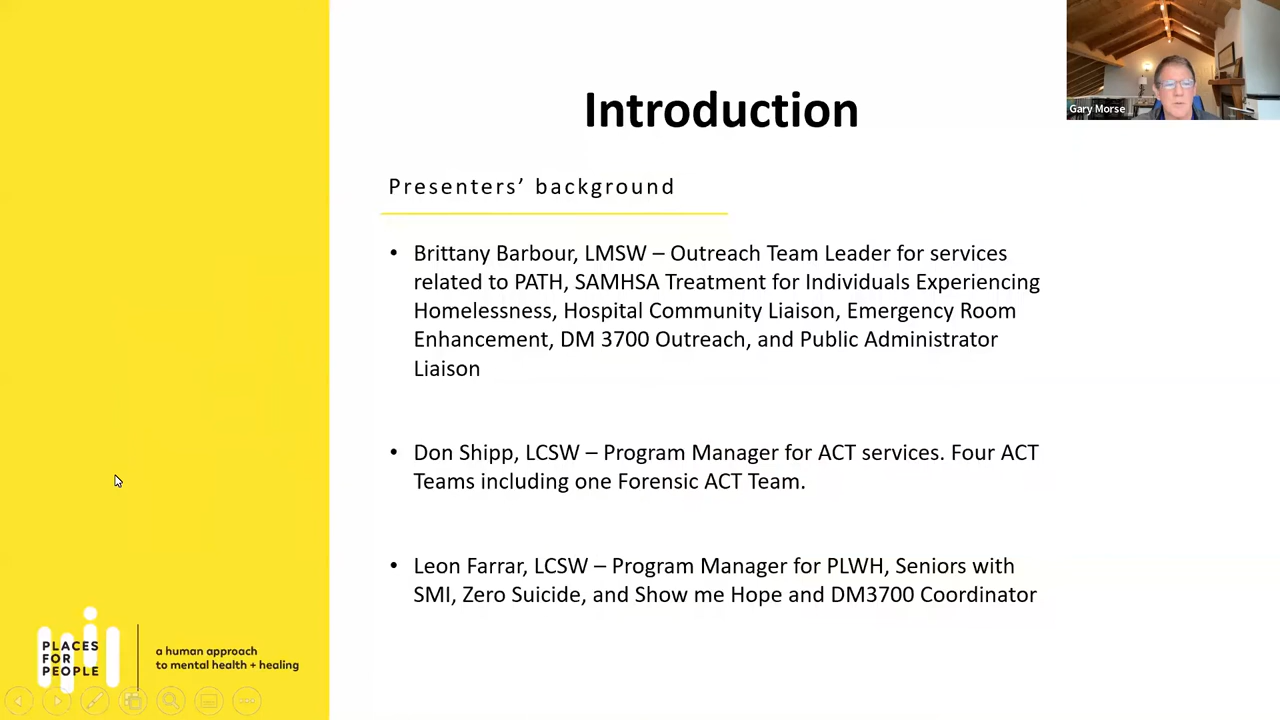 Introduction
Gary Morse
Presenters’ background
• Brittany Barbour, LMSW – Outreach Team Leader for services
related to PATH, SAMHSA Treatment for Individuals Experiencing
Homelessness, Hospital Community Liaison, Emergency Room
Enhancement, DM 3700 Outreach, and Public Administrator
Liaison
• Don Shipp, LCSW – Program Manager for ACT services. Four ACT
Teams including one Forensic ACT Team.
• Leon Farrar, LCSW – Program Manager for PLWH, Seniors with
SMI, Zero Suicide, and Show me Hope and DM3700 Coordinator
PLACES
FOR
PEOPLE
a human approach
to mental health + healing